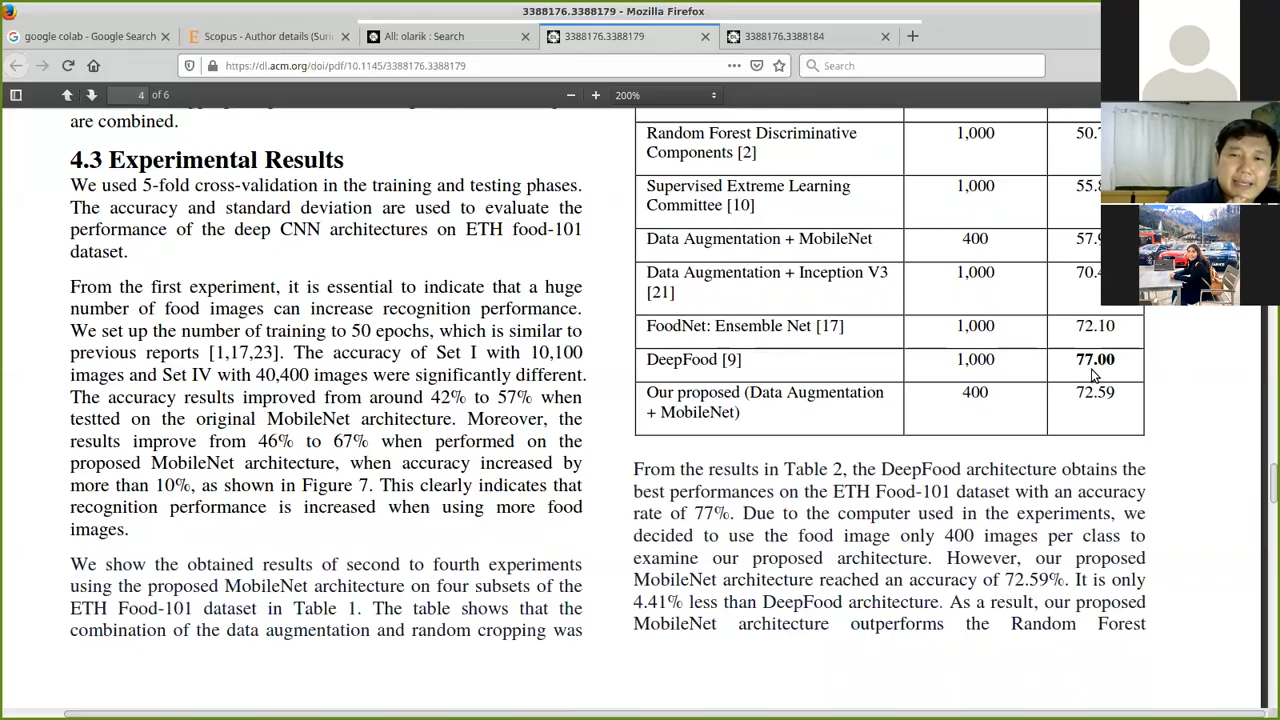 3388176.3388179 - Mozilla Firefox
google colab - Google Search
Scopus - Author details (Suri
All: olarik : Search
3388176.3388179
3388176.3388184
https://dl.acm.org/doi/pdf/10.1145/3388176.3388179
Search
4 of 6
200%
are combined.
4.3 Experimental Results
We used 5-fold cross-validation in the training and testing phases.
The accuracy and standard deviation are used to evaluate the
performance of the deep CNN architectures on ETH food-101
dataset.
From the first experiment, it is essential to indicate that a huge
number of food images can increase recognition performance.
We set up the number of training to 50 epochs, which is similar to
previous reports [1,17,23]. The accuracy of Set I with 10,100
images and Set IV with 40,400 images were significantly different.
The accuracy results improved from around 42% to 57% when
testted on the original MobileNet architecture. Moreover, the
results improve from 46% to 67% when performed on the
proposed MobileNet architecture, when accuracy increased by
more than 10%, as shown in Figure 7. This clearly indicates that
recognition performance is increased when using more food
images.
We show the obtained results of second to fourth experiments
using the proposed MobileNet architecture on four subsets of the
ETH Food-101 dataset in Table 1. The table shows that the
combination of the data augmentation and random cropping was
Random Forest Discriminative 1,000 50.
Components [2]
Supervised Extreme Learning 1,000 55.
Committee [10]
Data Augmentation + MobileNet 400 57.
Data Augmentation + Inception V3 1,000 70.
[21]
FoodNet: Ensemble Net [17] 1,000 72.10
DeepFood [9] 1,000 77.00
Our proposed (Data Augmentation 400 72.59
+ MobileNet)
From the results in Table 2, the DeepFood architecture obtains the
best performances on the ETH Food-101 dataset with an accuracy
rate of 77%. Due to the computer used in the experiments, we
decided to use the food image only 400 images per class to
examine our proposed architecture. However, our proposed
MobileNet architecture reached an accuracy of 72.59%. It is only
4.41% less than DeepFood architecture. As a result, our proposed
MobileNet architecture outperforms the Random Forest